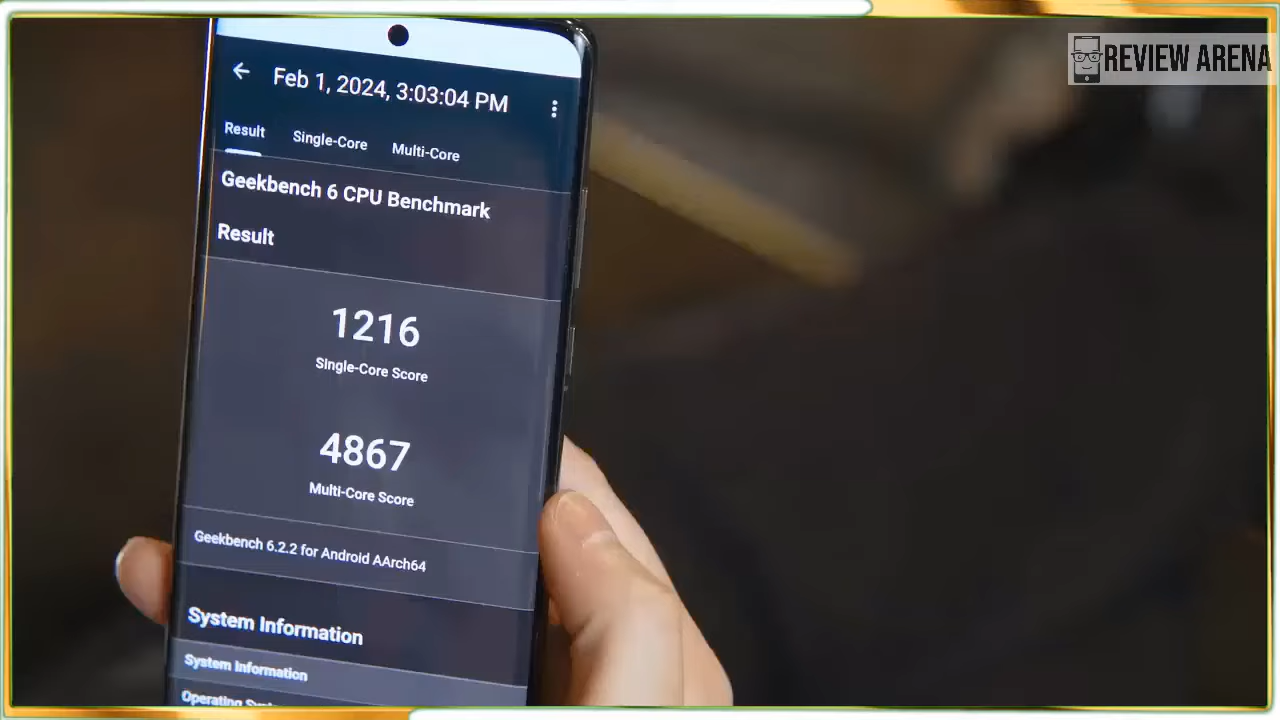 REVIEW ARENA
Feb 1, 2024, 3:03:04 PM
Result Single-Core Multi-Core
Geekbench 6 CPU Benchmark
Result
1216
Single-Core Score
4867
Multi-Core Score
Geekbench 6.2.2 for Android AArch64
System Information
System Information
Operating